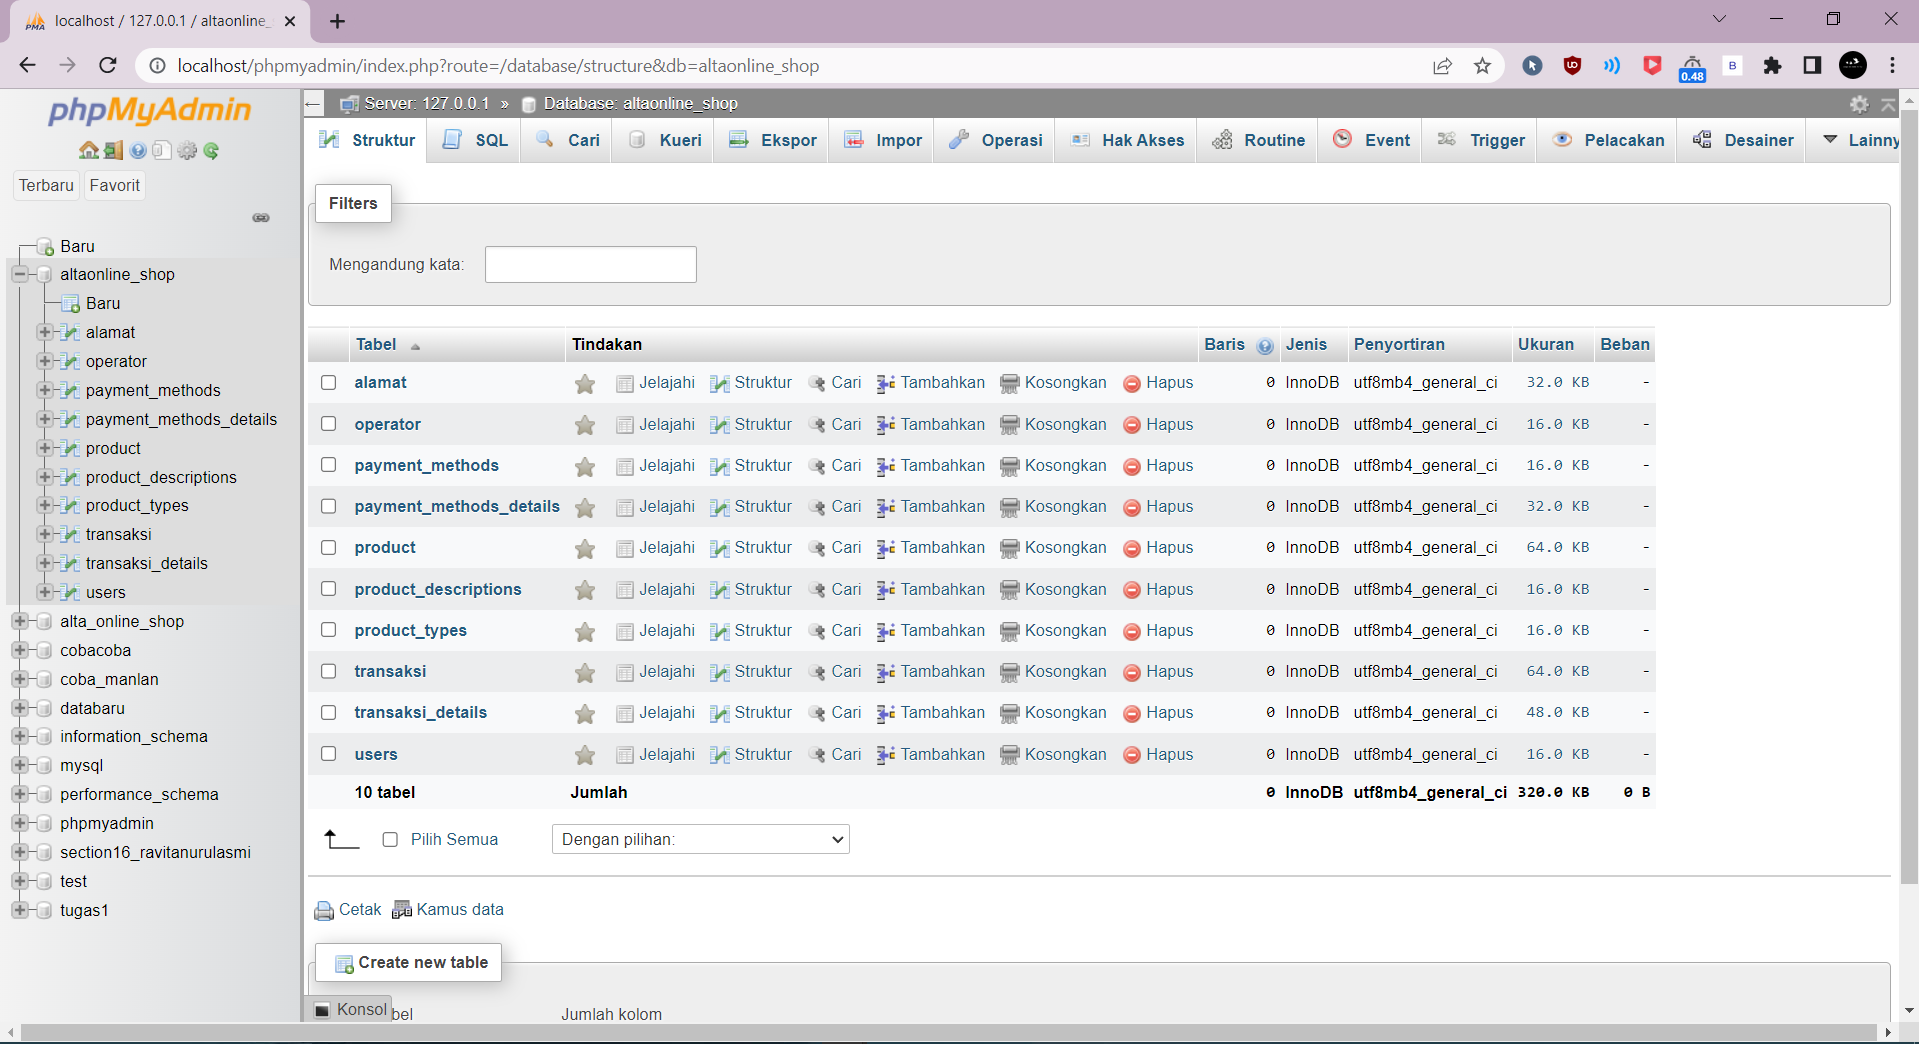 localhost / 127.0.0.1 / altaonline_
localhost/phpmyadmin/index.php?route=/database/structure&db=altaonline_shop
0.48
B
phpMyAdmin
Terbaru Favorit
Baru
altaonline_shop
Baru
alamat
operator
payment_methods
payment_methods_details
product
product_descriptions
product_types
transaksi
transaksi_details
users
alta_online_shop
cobacoba
coba_manlan
databaru
information_schema
mysql
performance_schema
phpmyadmin
section16_ravitanurulasmi
test
tugas1
Server: 127.0.0.1 » Database: altaonline_shop
Struktur SQL Cari Kueri Ekspor Impor Operasi Hak Akses Routine Event Trigger Pelacakan Desainer Lainny
Filters
Mengandung kata:
Tabel Tindakan Baris Jenis Penyortiran Ukuran Beban
alamat Jelajahi Struktur Cari Tambahkan Kosongkan Hapus 0 InnoDB utf8mb4_general_ci 32.0 KB -
operator Jelajahi Struktur Cari Tambahkan Kosongkan Hapus 0 InnoDB utf8mb4_general_ci 16.0 KB -
payment_methods Jelajahi Struktur Cari Tambahkan Kosongkan Hapus 0 InnoDB utf8mb4_general_ci 16.0 KB -
payment_methods_details Jelajahi Struktur Cari Tambahkan Kosongkan Hapus 0 InnoDB utf8mb4_general_ci 32.0 KB -
product Jelajahi Struktur Cari Tambahkan Kosongkan Hapus 0 InnoDB utf8mb4_general_ci 64.0 KB -
product_descriptions Jelajahi Struktur Cari Tambahkan Kosongkan Hapus 0 InnoDB utf8mb4_general_ci 16.0 KB -
product_types Jelajahi Struktur Cari Tambahkan Kosongkan Hapus 0 InnoDB utf8mb4_general_ci 16.0 KB -
transaksi Jelajahi Struktur Cari Tambahkan Kosongkan Hapus 0 InnoDB utf8mb4_general_ci 64.0 KB -
transaksi_details Jelajahi Struktur Cari Tambahkan Kosongkan Hapus 0 InnoDB utf8mb4_general_ci 48.0 KB -
users Jelajahi Struktur Cari Tambahkan Kosongkan Hapus 0 InnoDB utf8mb4_general_ci 16.0 KB -
10 tabel Jumlah 0 InnoDB utf8mb4_general_ci 320.0 KB 0 B
Pilih Semua Dengan pilihan:
Cetak Kamus data
Create new table
Konsol bel Jumlah kolom